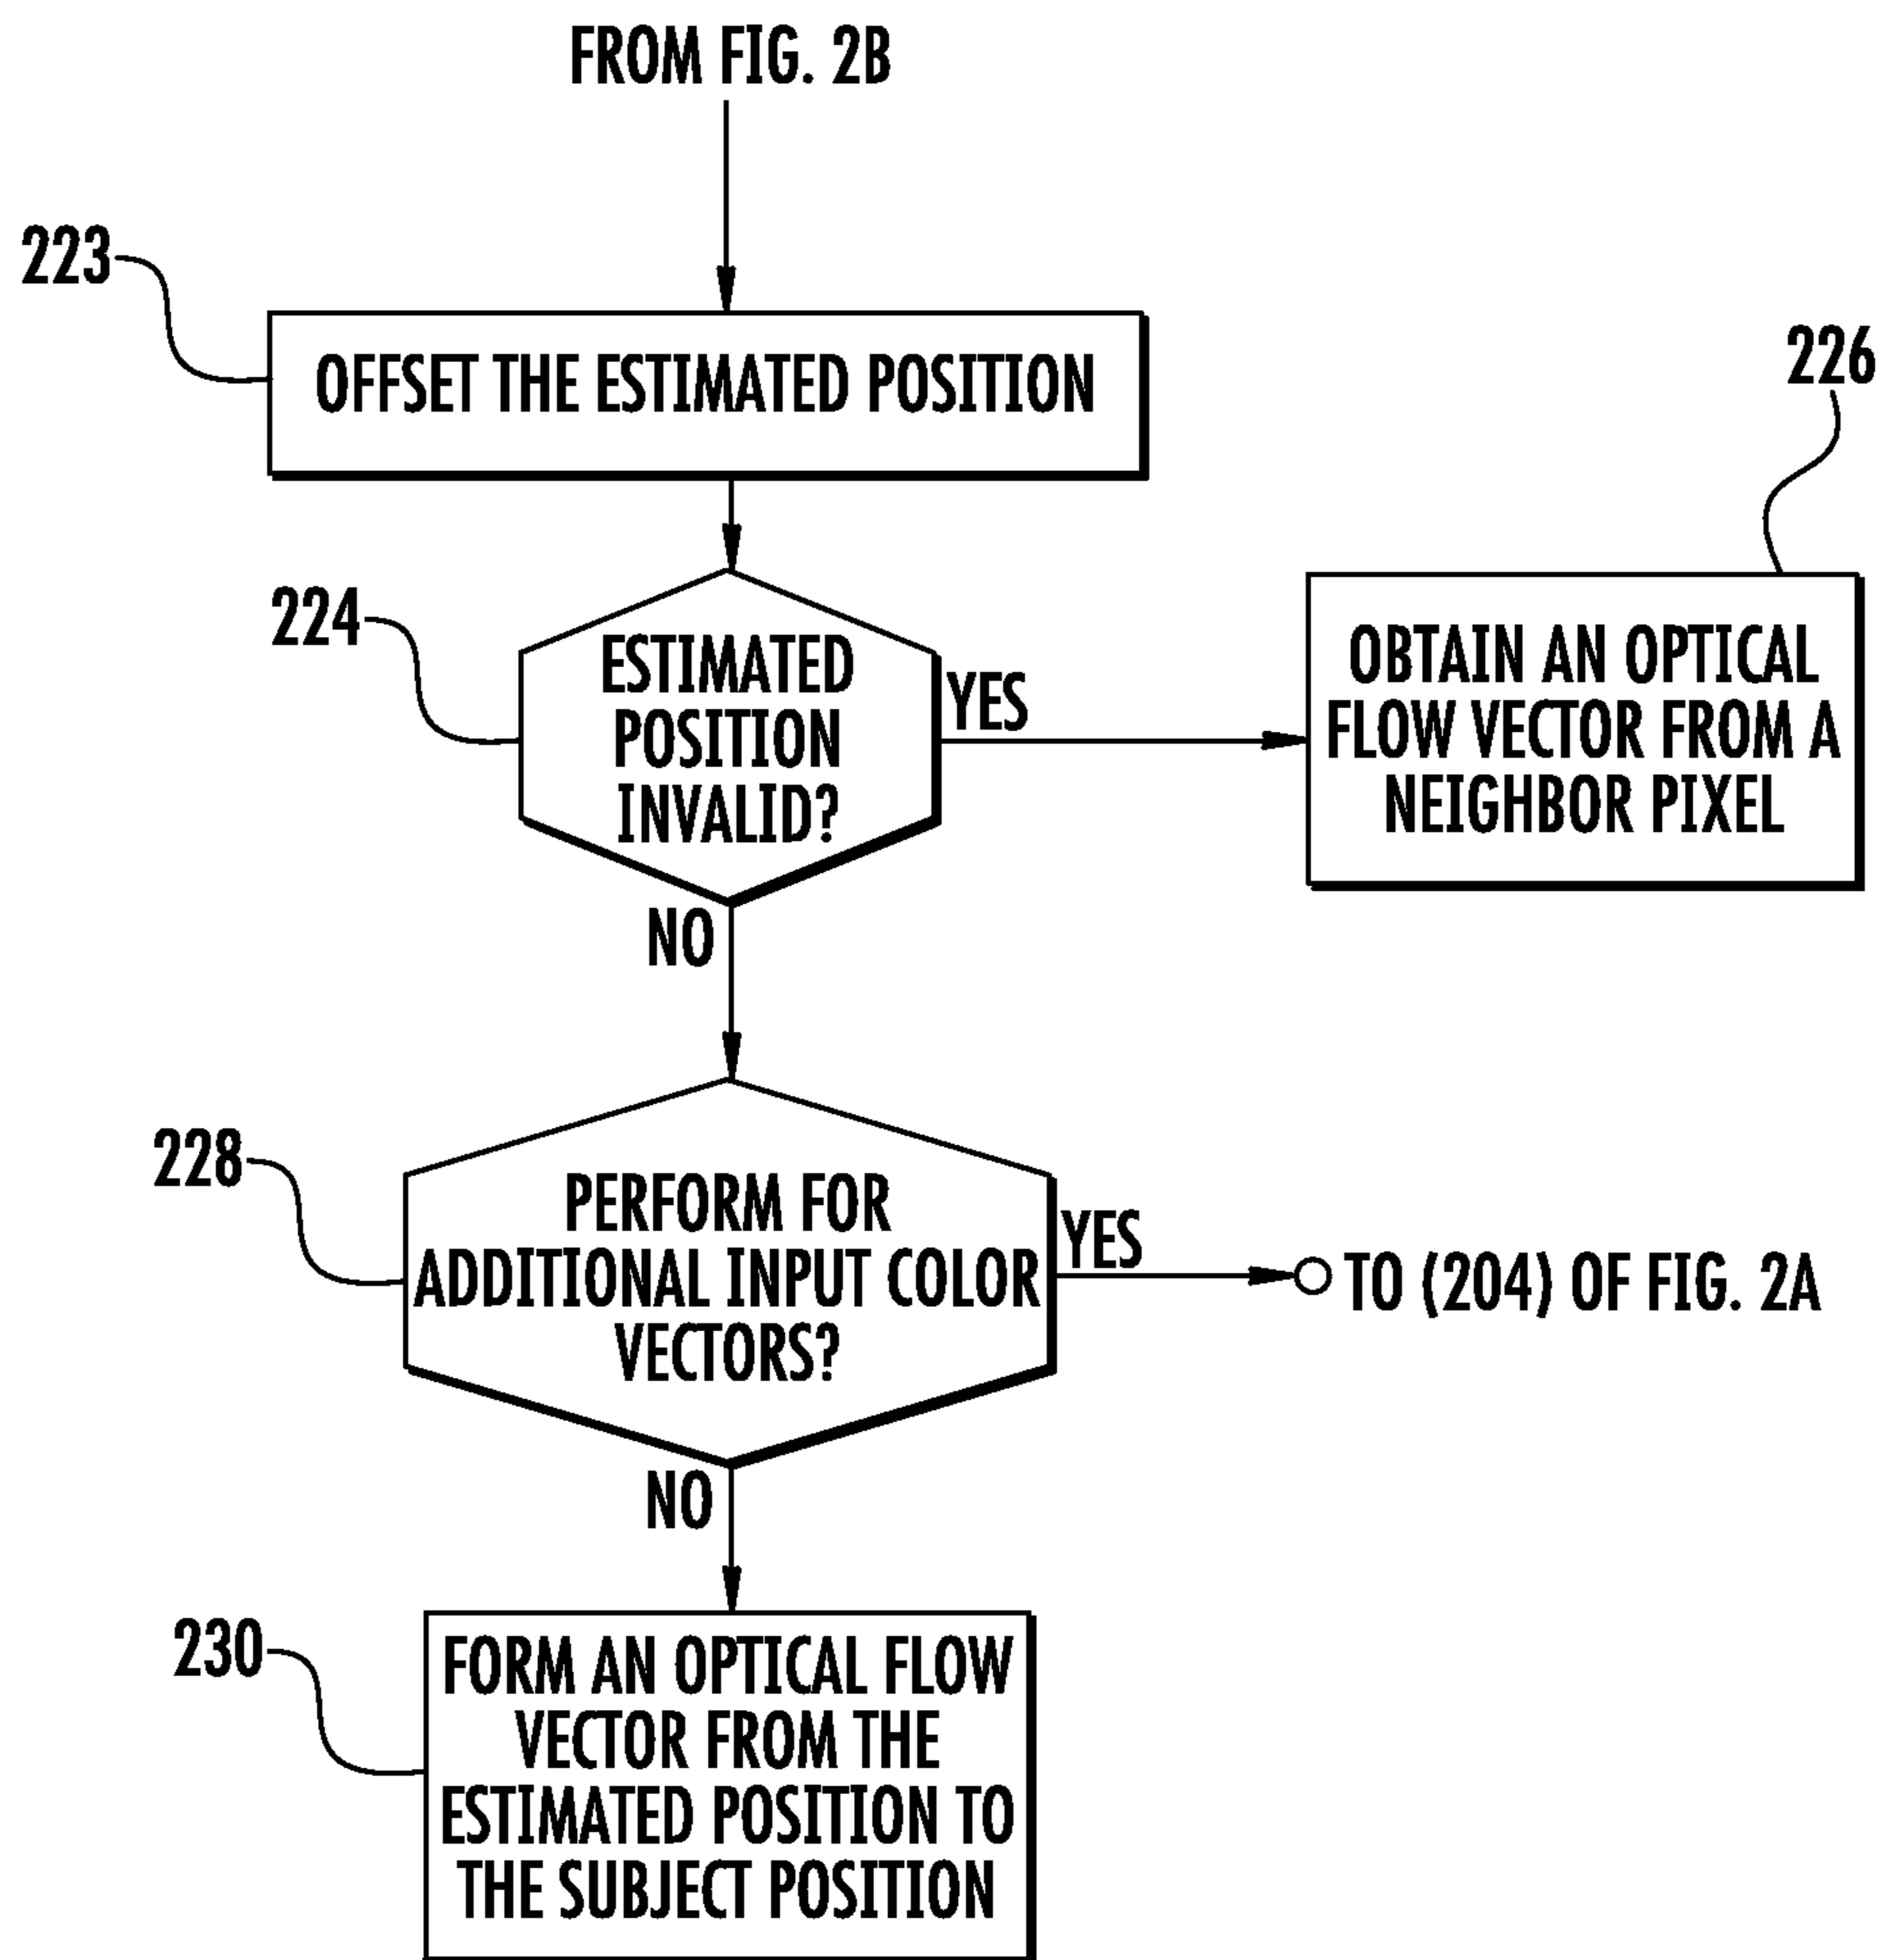 FROM FIG. 2B
223
OFFSET THE ESTIMATED POSITION
226
224
ESTIMATED
POSITION
INVALID?
YES
OBTAIN AN OPTICAL
FLOW VECTOR FROM A
NEIGHBOR PIXEL
NO
228
PERFORM FOR
ADDITIONAL INPUT COLOR
VECTORS?
YES
TO (204) OF FIG. 2A
NO
230
FORM AN OPTICAL FLOW
VECTOR FROM THE
ESTIMATED POSITION TO
THE SUBJECT POSITION